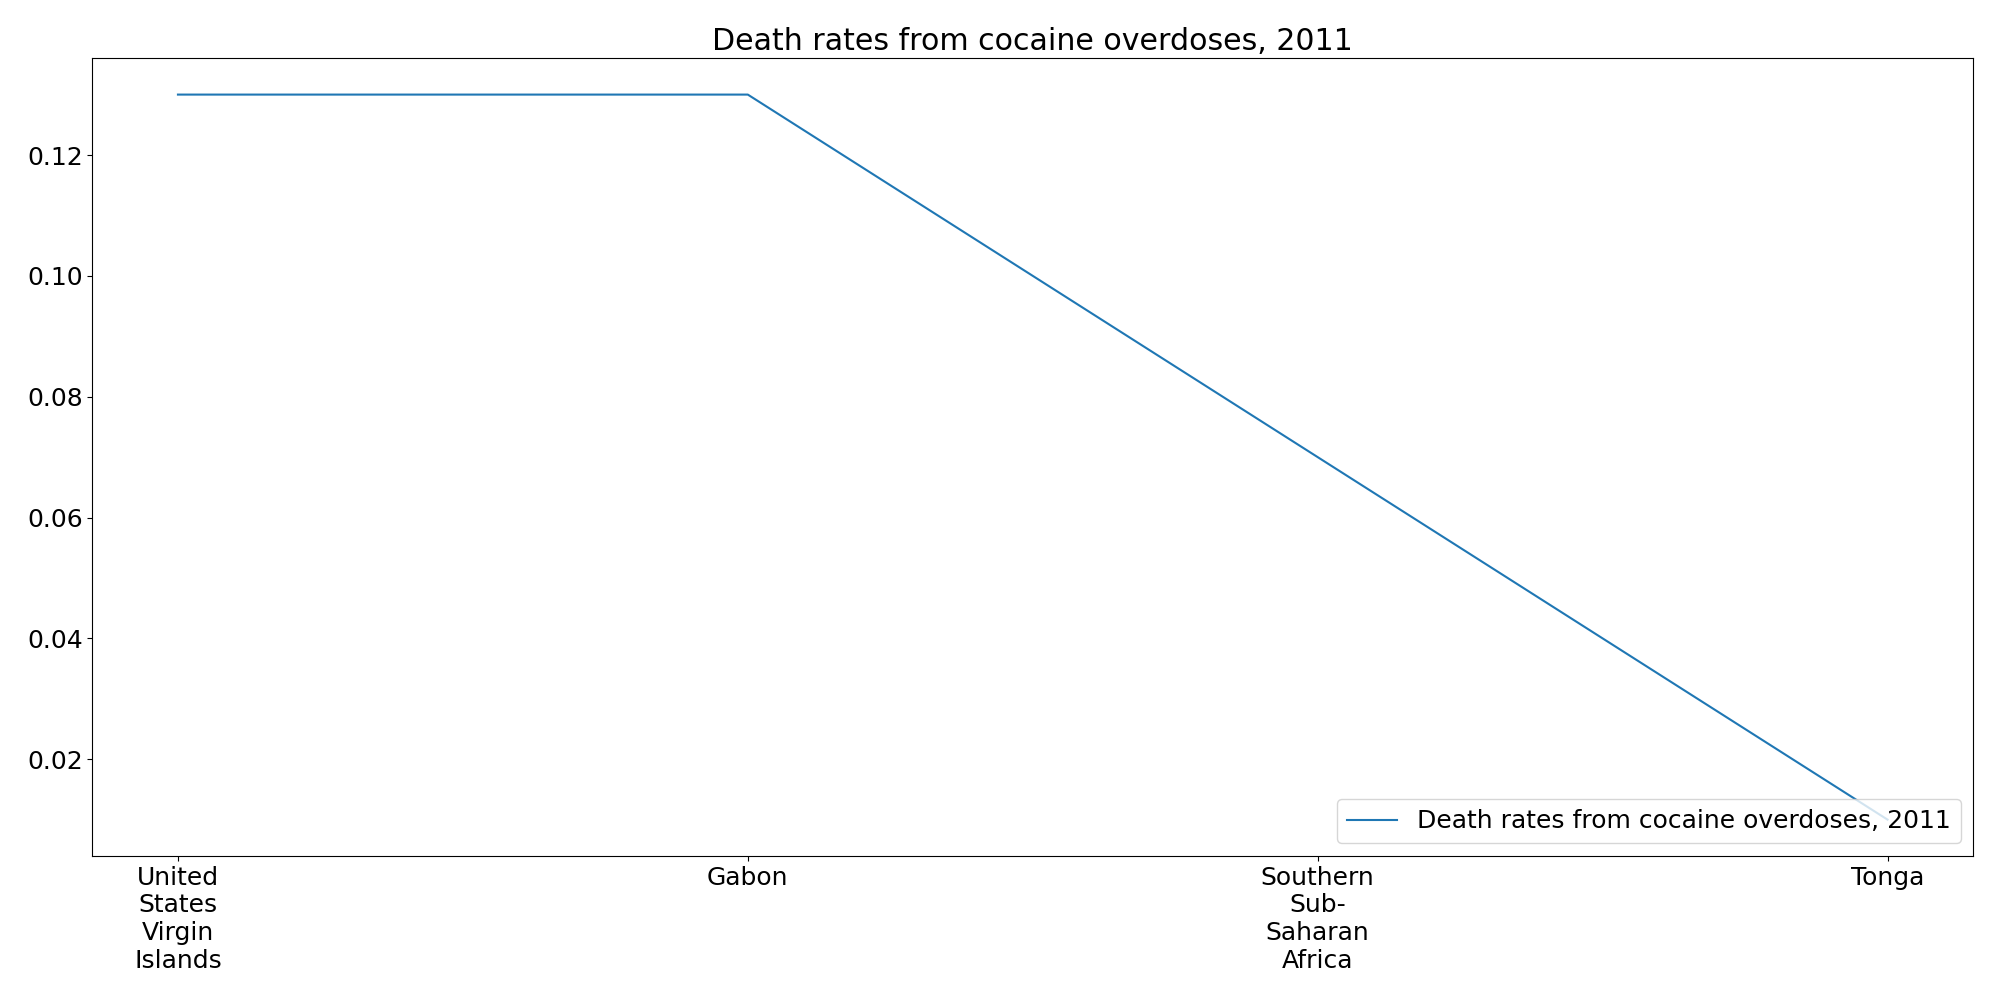 Death rates from cocaine overdoses, 2011
0.12
0.10
0.08
0.06
0.04
0.02
Death rates from cocaine overdoses, 2011
United
States
Virgin
Islands
Gabon
Southern
Sub-
Saharan
Africa
Tonga